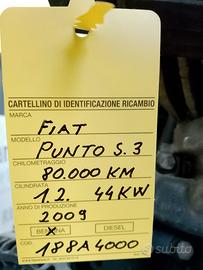 CARTELLINO DI IDENTIFICAZIONE RICAMBIO
MARCA
FIAT
MODELLO
PUNTO S.3
CHILOMETRAGGIO
80.000 KM
CILINDRATA
1.2 44KW
ANNO DI PRODUZIONE
2009
BENZINA DIESEL
COD.
188A4000
subito